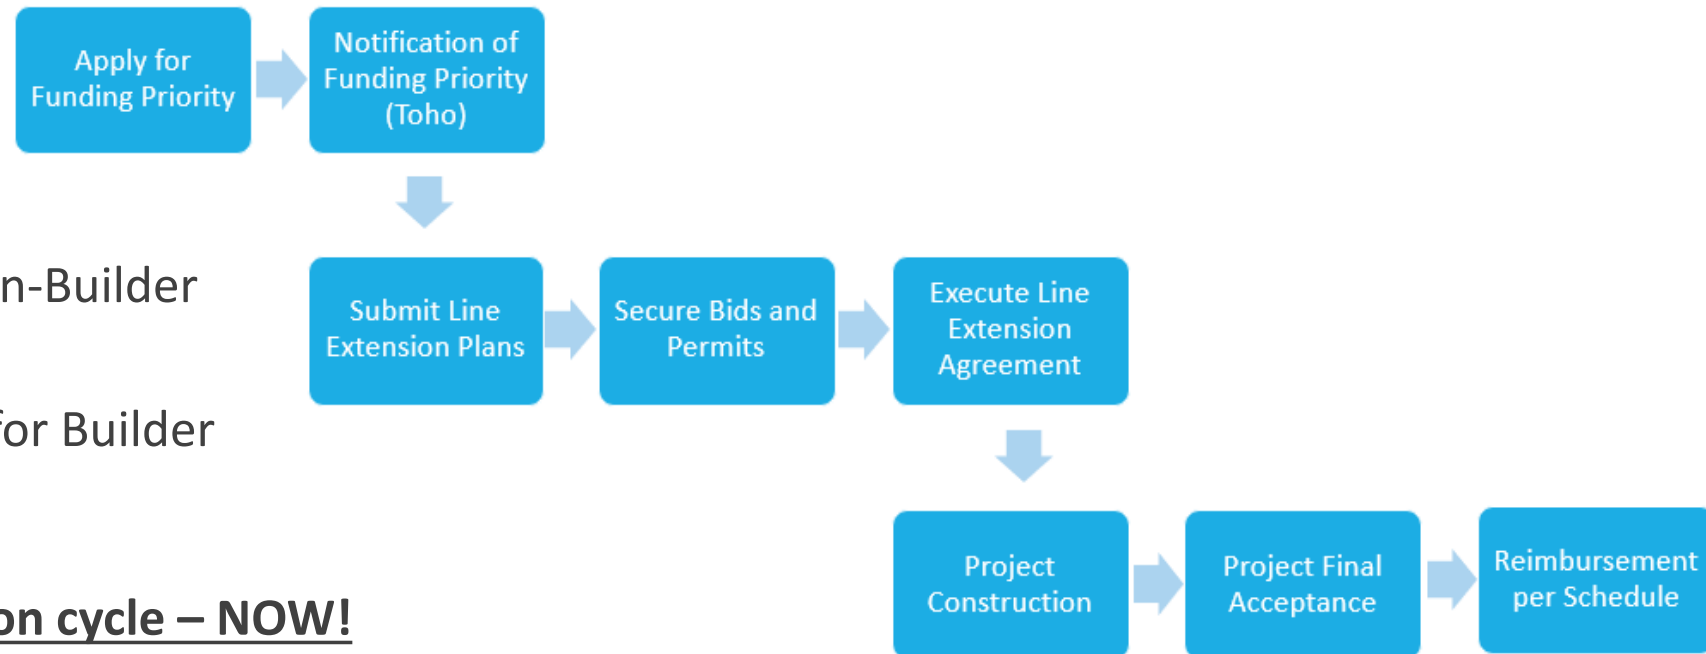 Apply for
Funding Priority
Notification of
Funding Priority
(Toho)
n-Builder
Submit Line
Extension Plans
Secure Bids and
Permits
Execute Line
Extension
Agreement
for Builder
Project
Construction
Project Final
Acceptance
Reimbursement
per Schedule
on cycle – NOW!